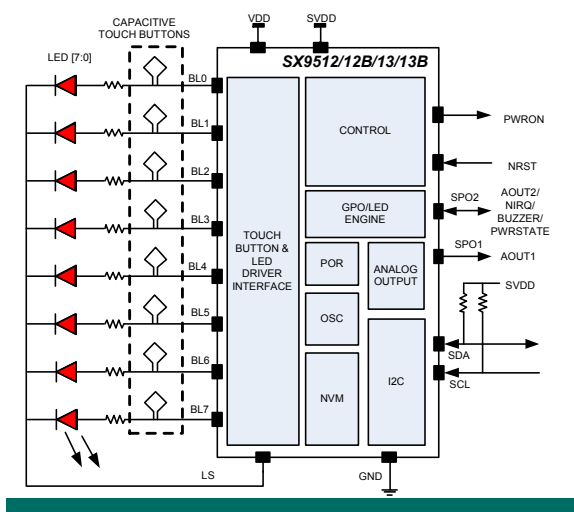 CAPACITIVE
TOUCH BUTTONS
VDD
SVDD
LED [7:0]
SX9512/12B/13/13B
BL0
BL1
BL2
BL3
BL4
BL5
BL6
BL7
TOUCH
BUTTON &
LED
DRIVER
INTERFACE
CONTROL
GPO/LED
ENGINE
POR
ANALOG
OUTPUT
OSC
NVM
I2C
PWRON
NRST
SPO2
AOUT2/
NIRQ/
BUZZER/
PWRSTATE
SPO1
AOUT1
SVDD
SDA
SCL
LS
GND